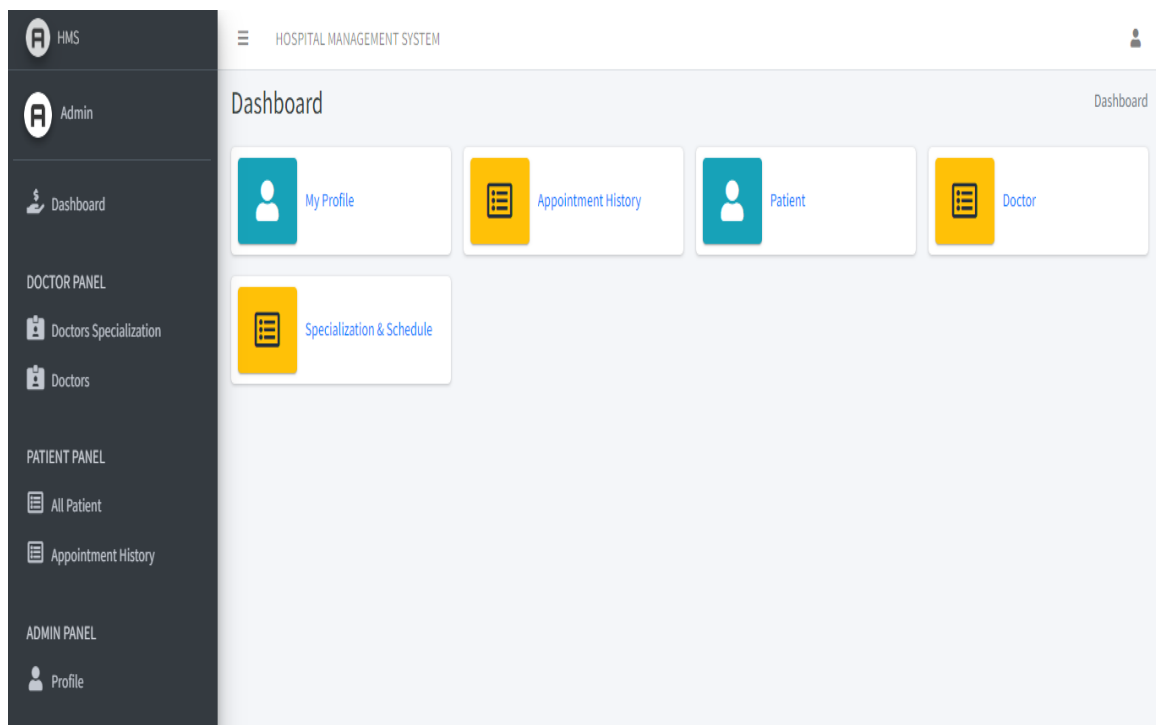 HMS
HOSPITAL MANAGEMENT SYSTEM
Admin
Dashboard
DOCTOR PANEL
Doctors Specialization
Doctors
PATIENT PANEL
All Patient
Appointment History
ADMIN PANEL
Profile
Dashboard
Dashboard
My Profile
Appointment History
Patient
Doctor
Specialization & Schedule